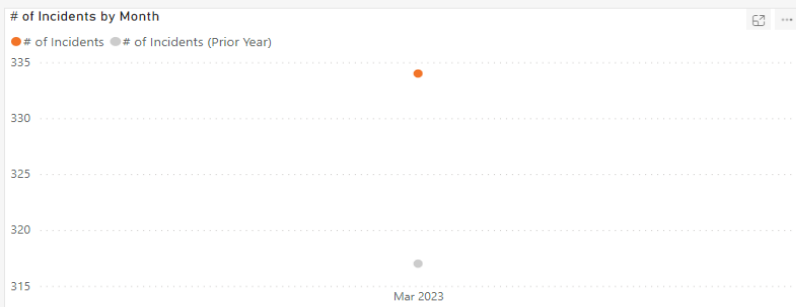 # of Incidents by Month
# of Incidents # of Incidents (Prior Year)
335
330
325
320
315
Mar 2023